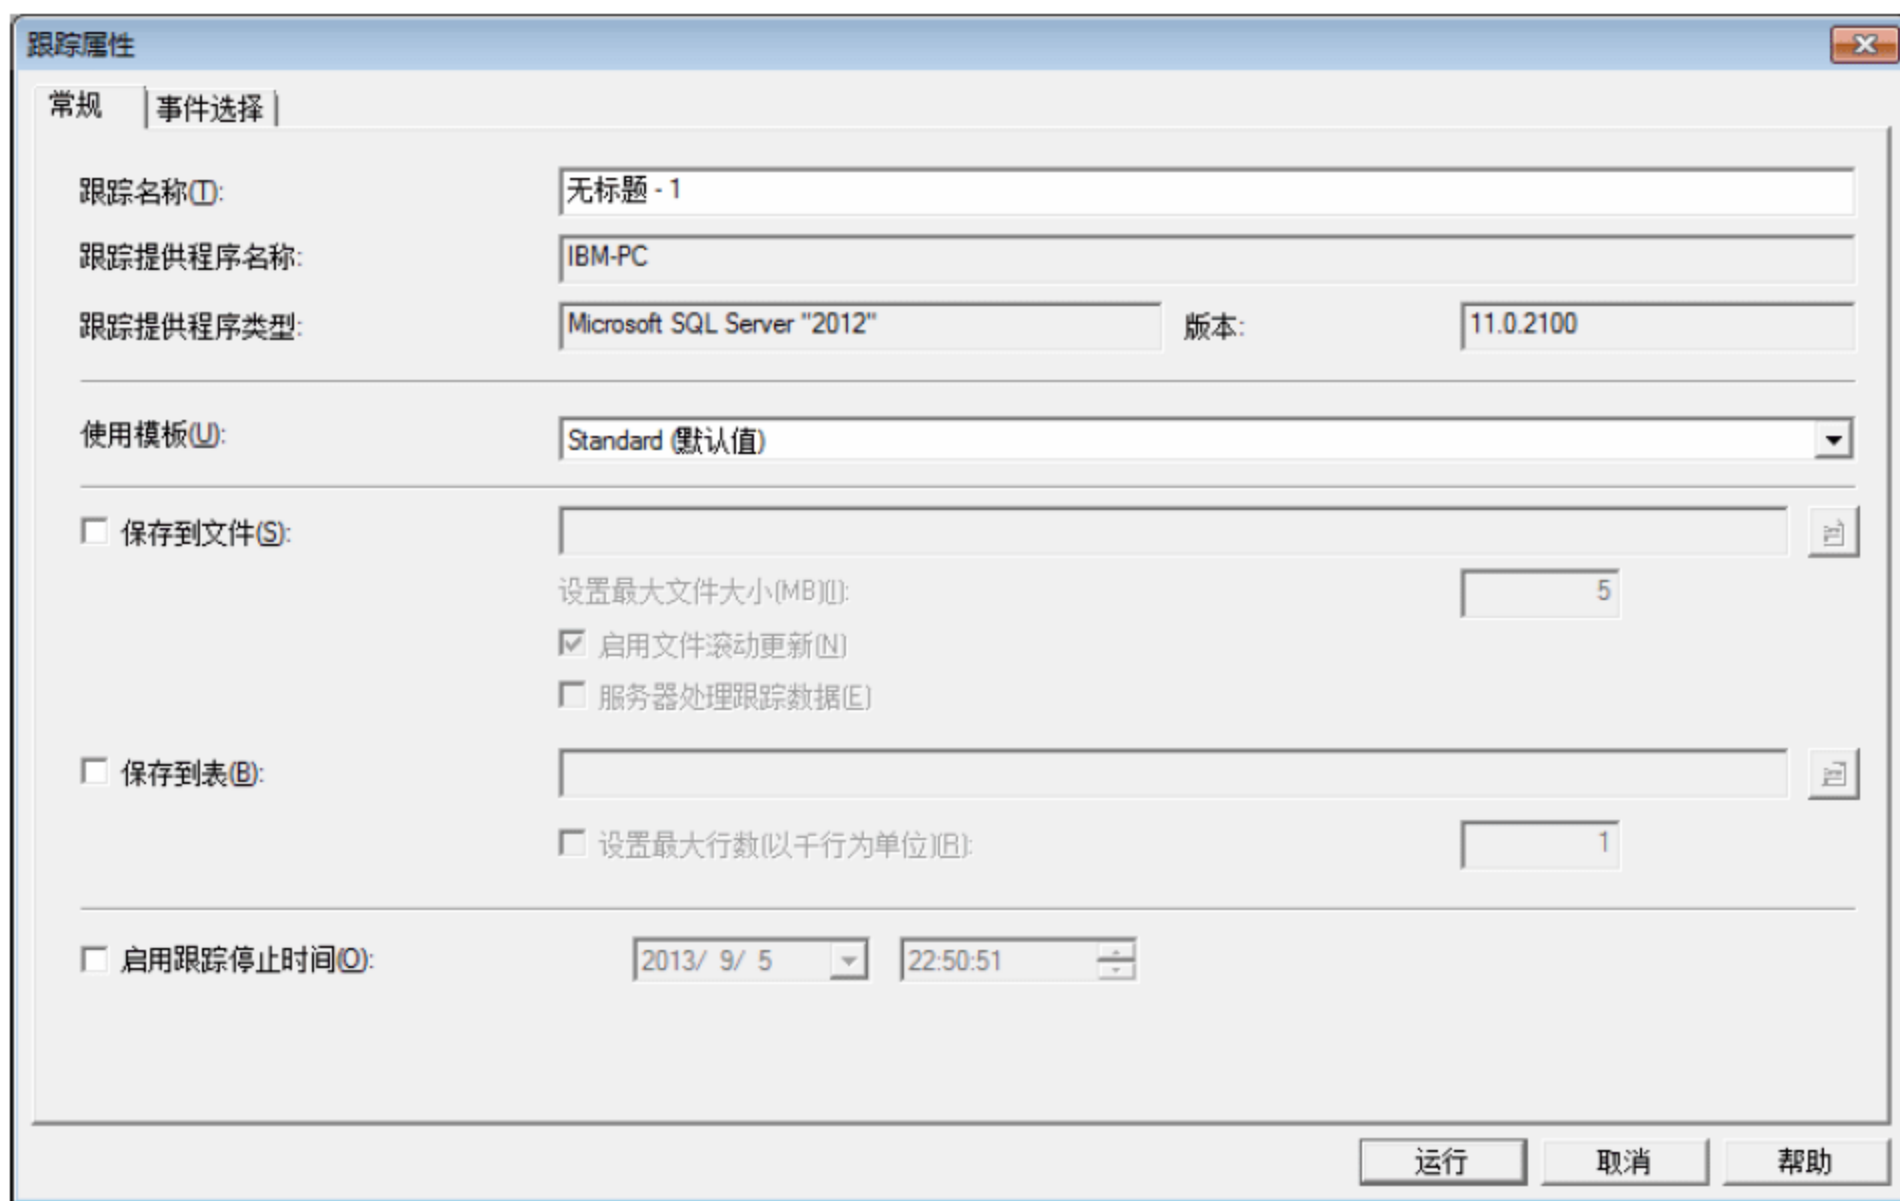 跟踪属性
常规 事件选择
跟踪名称(T): 无标题 - 1
跟踪提供程序名称: IBM-PC
跟踪提供程序类型: Microsoft SQL Server "2012" 版本: 11.0.2100
使用模板(U): Standard (默认值)
保存到文件(S):
设置最大文件大小(MB)(I): 5
启用文件滚动更新(N)
服务器处理跟踪数据(E)
保存到表(B):
设置最大行数(以千行为单位)(R): 1
启用跟踪停止时间(O): 2013/ 9/ 5 22:50:51
运行 取消 帮助